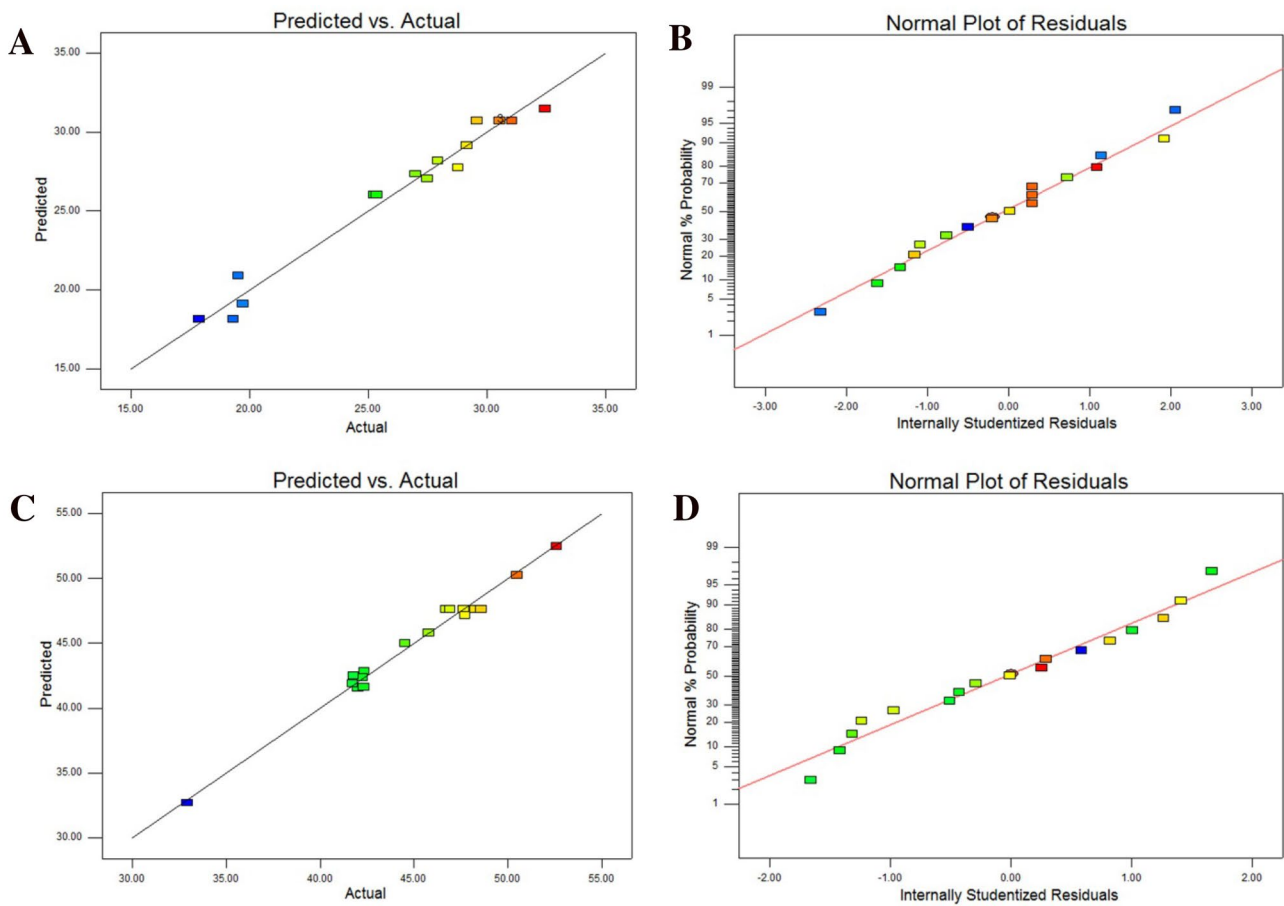 A
Predicted vs. Actual
35.00
30.00
25.00
20.00
15.00
Predicted
15.00 20.00 25.00 30.00 35.00
Actual
B
Normal Plot of Residuals
99
95
90
80
70
50
30
20
10
5
1
Normal % Probability
-3.00 -2.00 -1.00 0.00 1.00 2.00 3.00
Internally Studentized Residuals
C
Predicted vs. Actual
55.00
50.00
45.00
40.00
35.00
30.00
Predicted
30.00 35.00 40.00 45.00 50.00 55.00
Actual
D
Normal Plot of Residuals
99
95
90
80
70
50
30
20
10
5
1
Normal % Probability
-2.00 -1.00 0.00 1.00 2.00
Internally Studentized Residuals